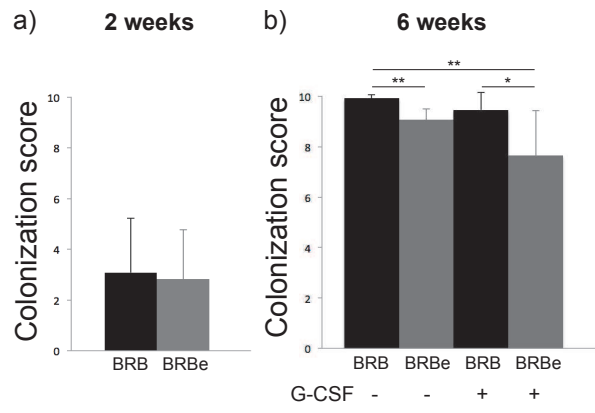 a) 2 weeks
Colonization score
10
8
6
4
2
0
BRB BRBe
b) 6 weeks
** 
** *
10
8
6
4
2
0
Colonization score
BRB BRBe BRB BRBe
G-CSF - - + +